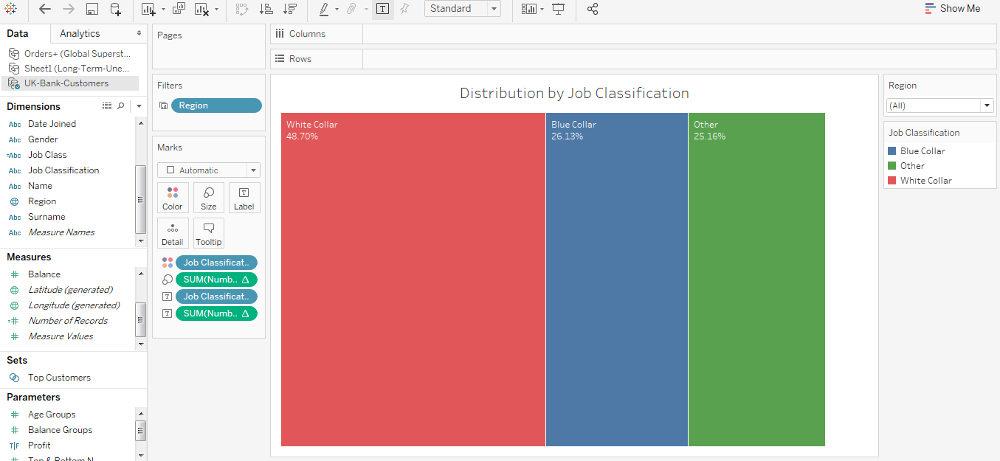 Standard
Show Me
Data
Analytics
Orders+ (Global Superst...
Sheet1 (Long-Term-Une...
UK-Bank-Customers
Dimensions
Abc Date Joined
Abc Gender
=Abc Job Class
Abc Job Classification
Abc Name
Region
Abc Surname
Abc Measure Names
Measures
# Balance
Latitude (generated)
Longitude (generated)
=# Number of Records
# Measure Values
Sets
Top Customers
Parameters
# Age Groups
# Balance Groups
T|F Profit
# Top & Bottom N
Pages
Filters
Region
Marks
Automatic
Color
Size
T
Label
Detail
Tooltip
Job Classificat..
SUM(Numb.. Δ
T Job Classificat..
T SUM(Numb.. Δ
Columns
Rows
Distribution by Job Classification
White Collar
48.70%
Blue Collar
26.13%
Other
25.16%
Region
(All)
Job Classification
Blue Collar
Other
White Collar